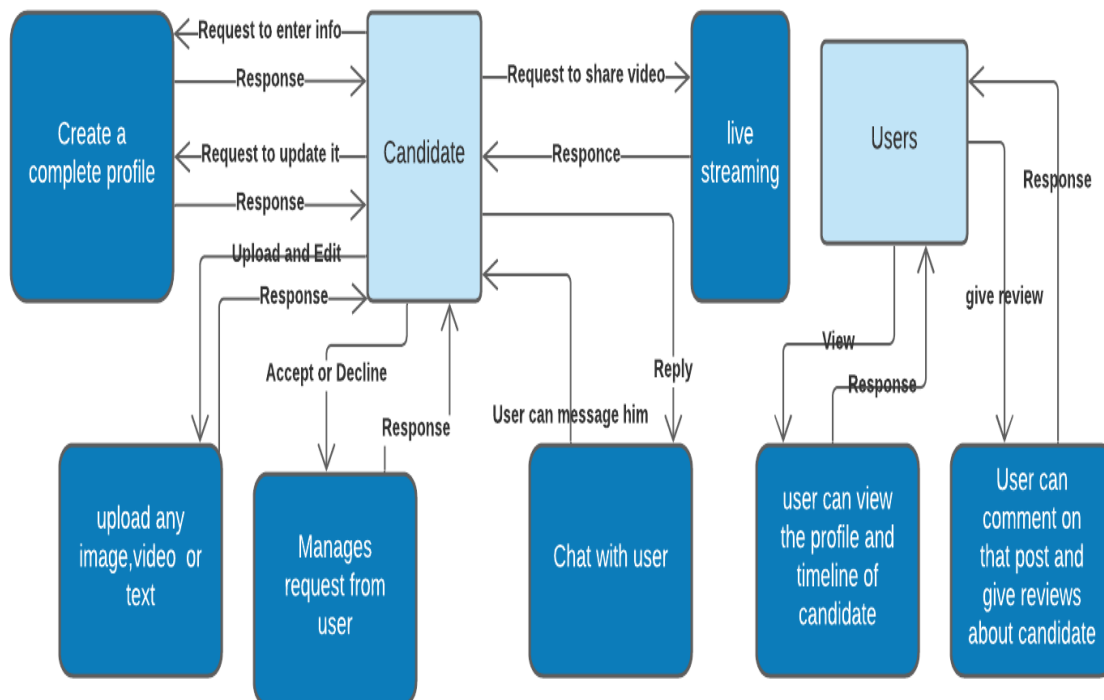 Request to enter info
Response
Create a
complete profile
Request to update it
Response
Candidate
Request to share video
Responce
live
streaming
Users
Response
give review
Upload and Edit
Response
Accept or Decline
Response
User can message him
Reply
View
Response
upload any
image,video or
text
Manages
request from
user
Chat with user
user can view
the profile and
timeline of
candidate
User can
comment on
that post and
give reviews
about candidate